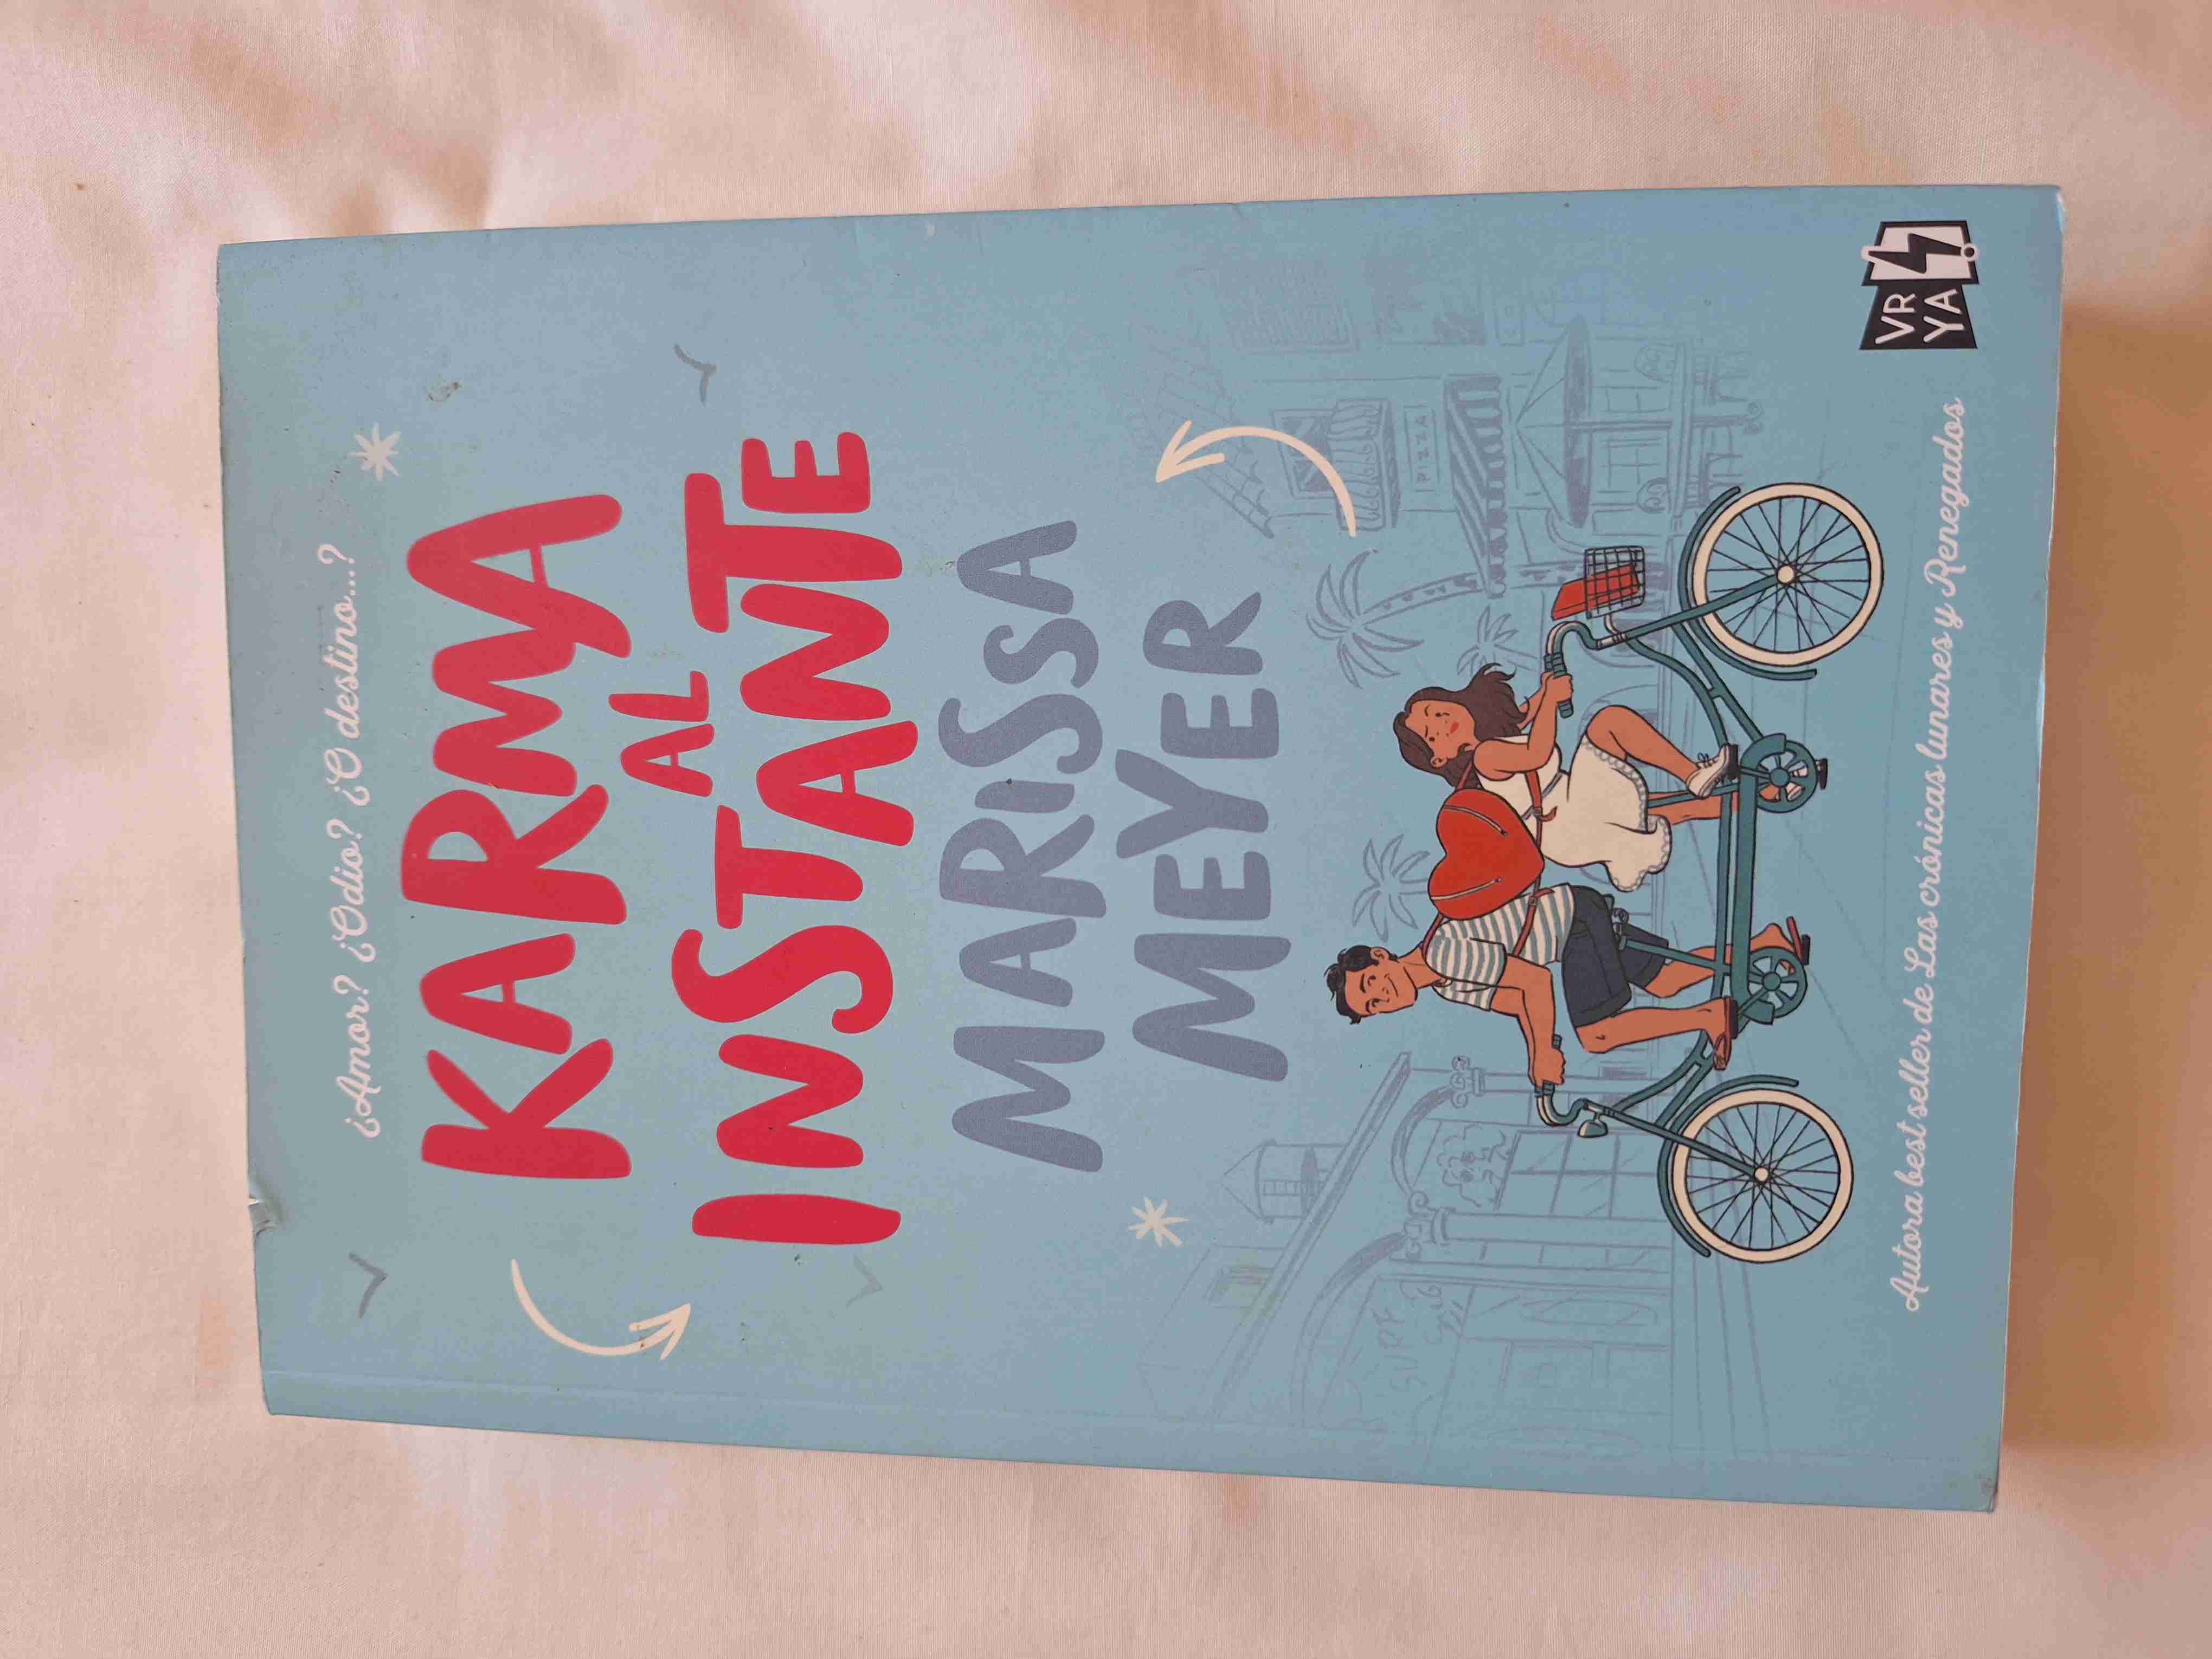 ¿Amor? ¿Odio? ¿O destino...?
KARMA
AL
INSTANTE
MARISSA
MEYER
PIZZA
SURF
Autora best seller de Las crónicas lunares y Renegados
VR
YA